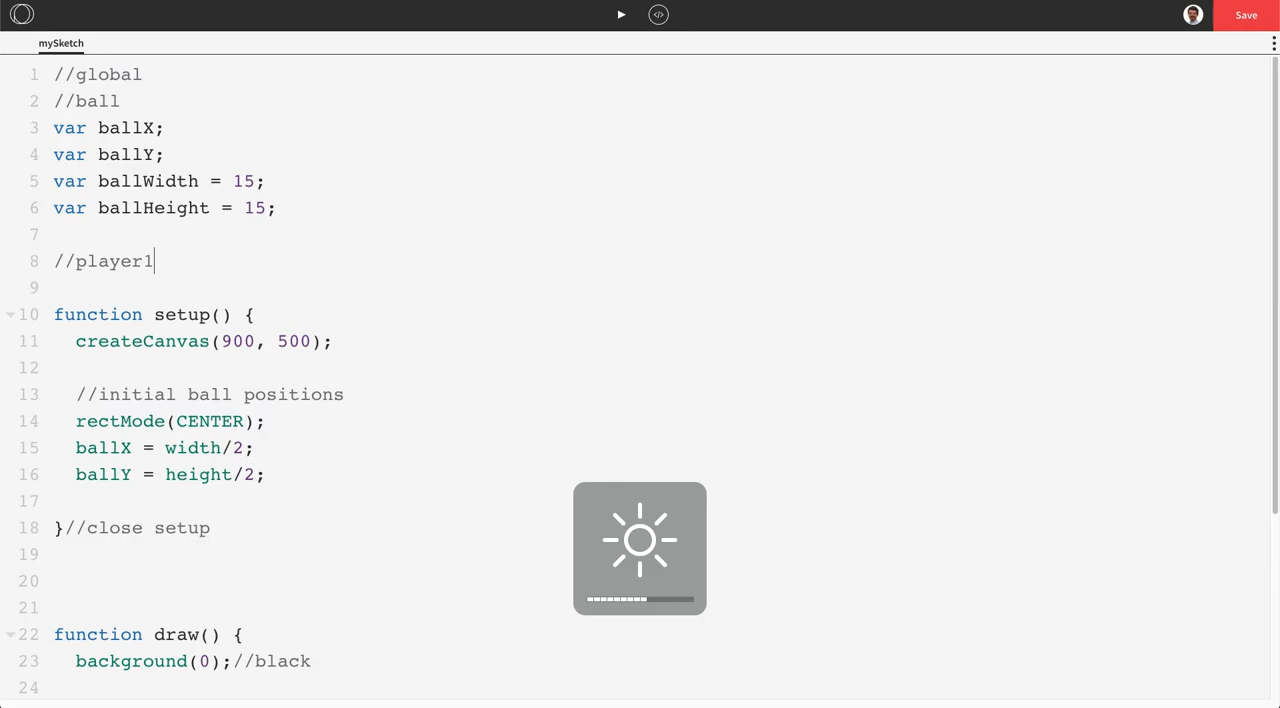 </> Save
mySketch
1 //global
2 //ball
3 var ballX;
4 var ballY;
5 var ballWidth = 15;
6 var ballHeight = 15;
7
8 //player1
9
10 function setup() {
11 createCanvas(900, 500);
12
13 //initial ball positions
14 rectMode(CENTER);
15 ballX = width/2;
16 ballY = height/2;
17
18 }//close setup
19
20
21
22 function draw() {
23 background(0);//black
24